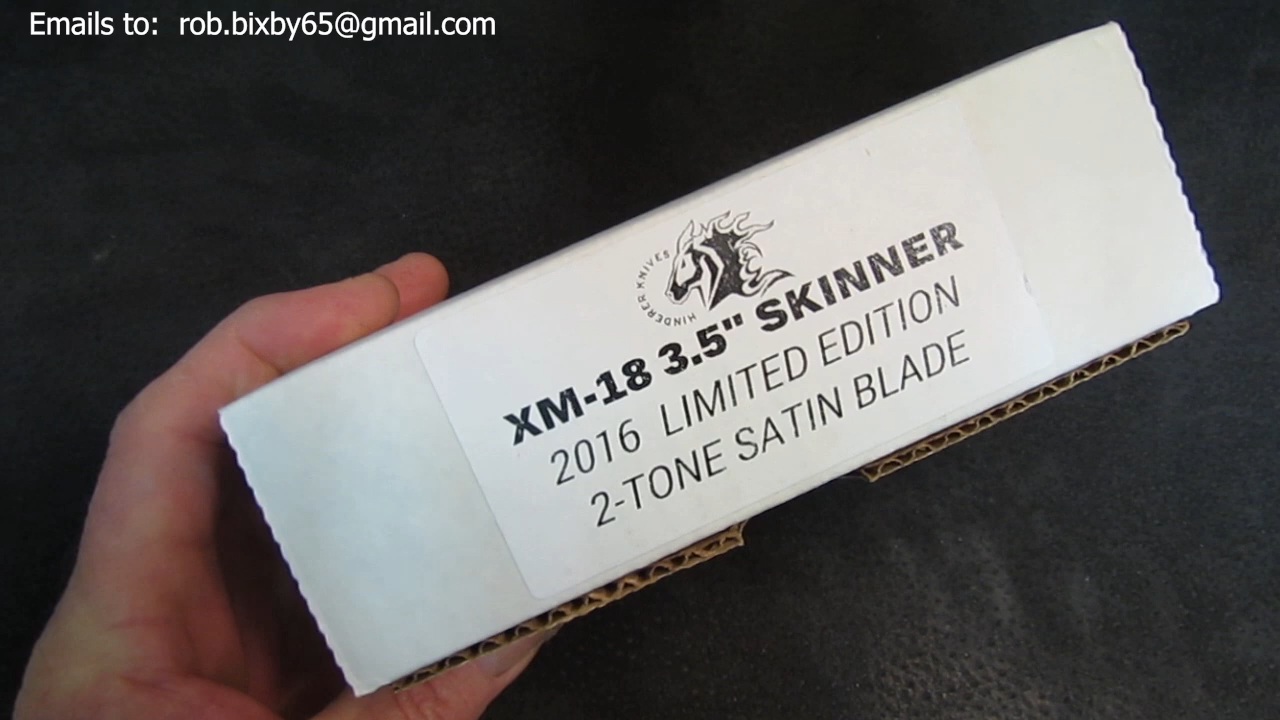 Emails to: rob.bixby65@gmail.com
HINDERER KNIVES
XM-18 3.5" SKINNER
2016 LIMITED EDITION
2-TONE SATIN BLADE